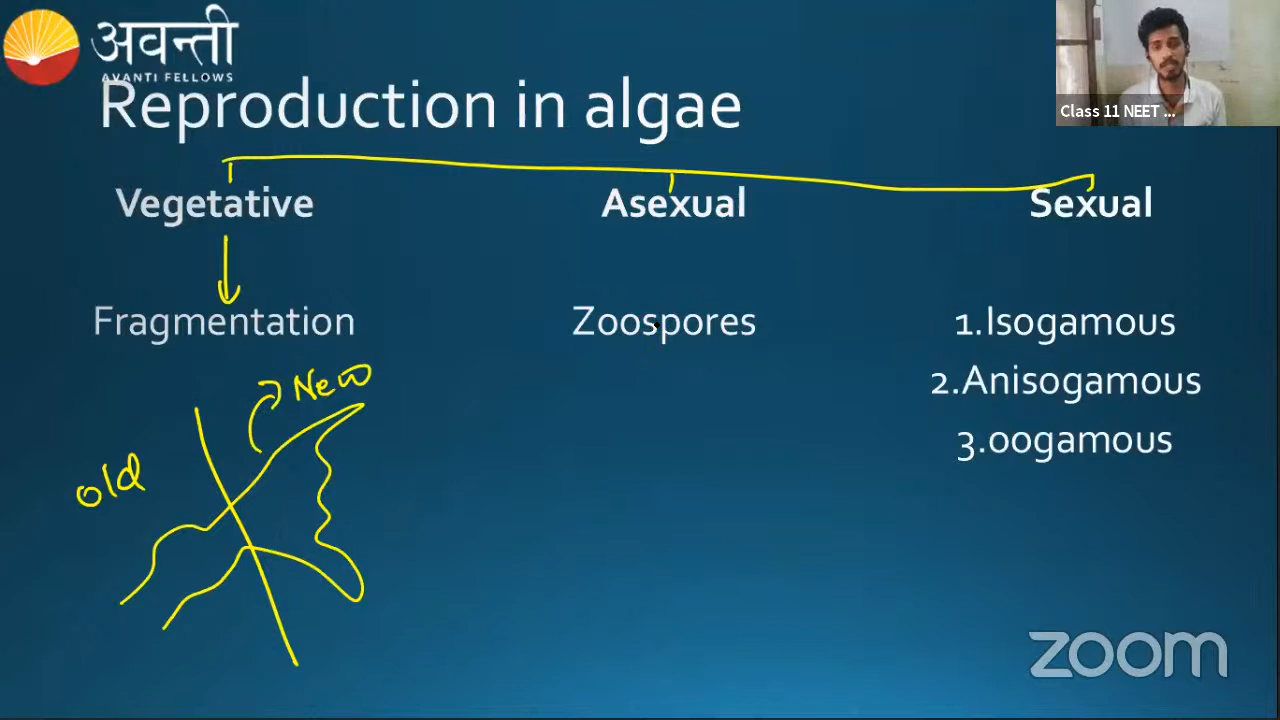 अवन्ती
AVANTI FELLOWS
Reproduction in algae
Class 11 NEET ...
Vegetative
Asexual
Sexual
Fragmentation
Zoospores
1.Isogamous
2.Anisogamous
3.oogamous
New
old
zoom